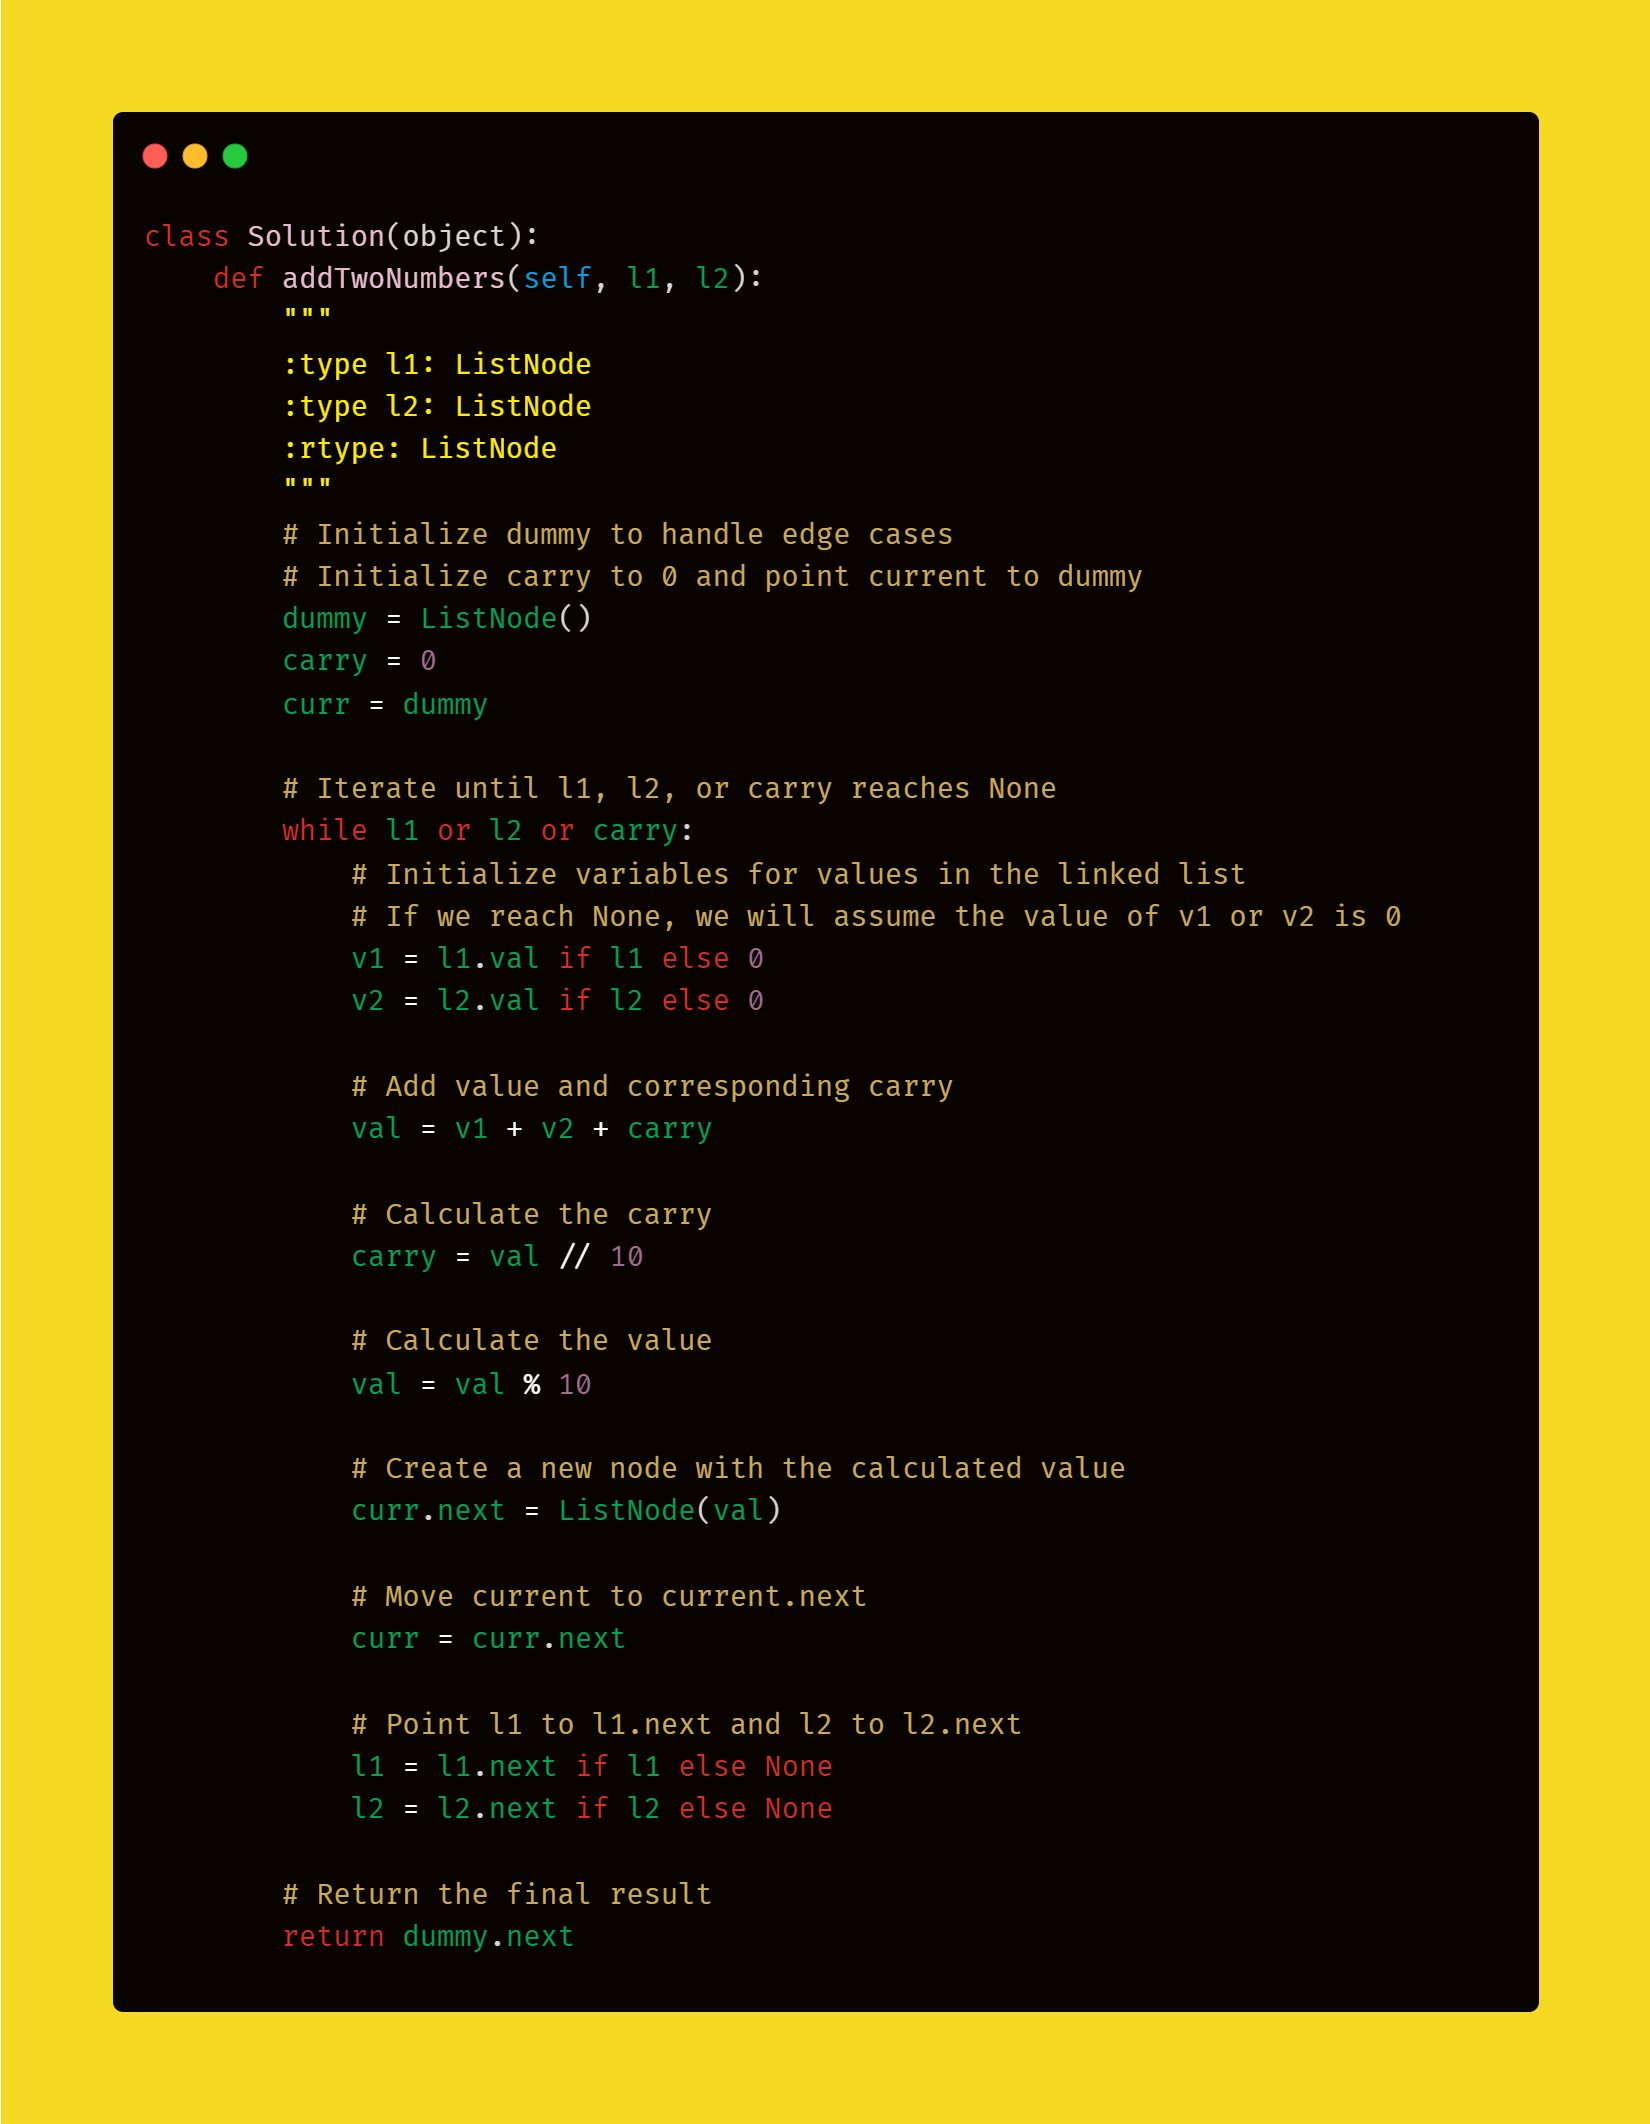 class Solution(object):
    def addTwoNumbers(self, l1, l2):
        """
        :type l1: ListNode
        :type l2: ListNode
        :rtype: ListNode
        """
        # Initialize dummy to handle edge cases
        # Initialize carry to 0 and point current to dummy
        dummy = ListNode()
        carry = 0
        curr = dummy

        # Iterate until l1, l2, or carry reaches None
        while l1 or l2 or carry:
            # Initialize variables for values in the linked list
            # If we reach None, we will assume the value of v1 or v2 is 0
            v1 = l1.val if l1 else 0
            v2 = l2.val if l2 else 0

            # Add value and corresponding carry
            val = v1 + v2 + carry

            # Calculate the carry
            carry = val // 10

            # Calculate the value
            val = val % 10

            # Create a new node with the calculated value
            curr.next = ListNode(val)

            # Move current to current.next
            curr = curr.next

            # Point l1 to l1.next and l2 to l2.next
            l1 = l1.next if l1 else None
            l2 = l2.next if l2 else None

        # Return the final result
        return dummy.next